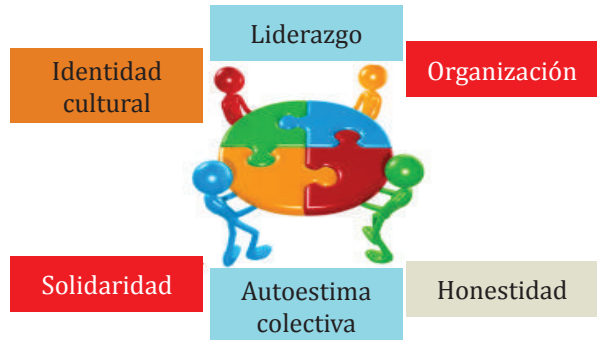 Liderazgo
Identidad
cultural
Organización
Solidaridad
Autoestima
colectiva
Honestidad